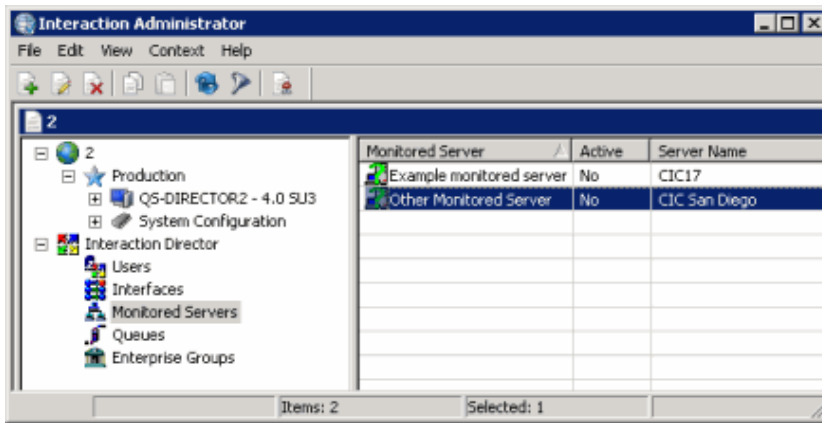 Interaction Administrator
File Edit View Context Help
2
2
Production
QS-DIRECTOR2 - 4.0 SU3
System Configuration
Interaction Director
Users
Interfaces
Monitored Servers
Queues
Enterprise Groups
Monitored Server Active Server Name
Example monitored server No CIC17
Other Monitored Server No CIC San Diego
Items: 2 Selected: 1